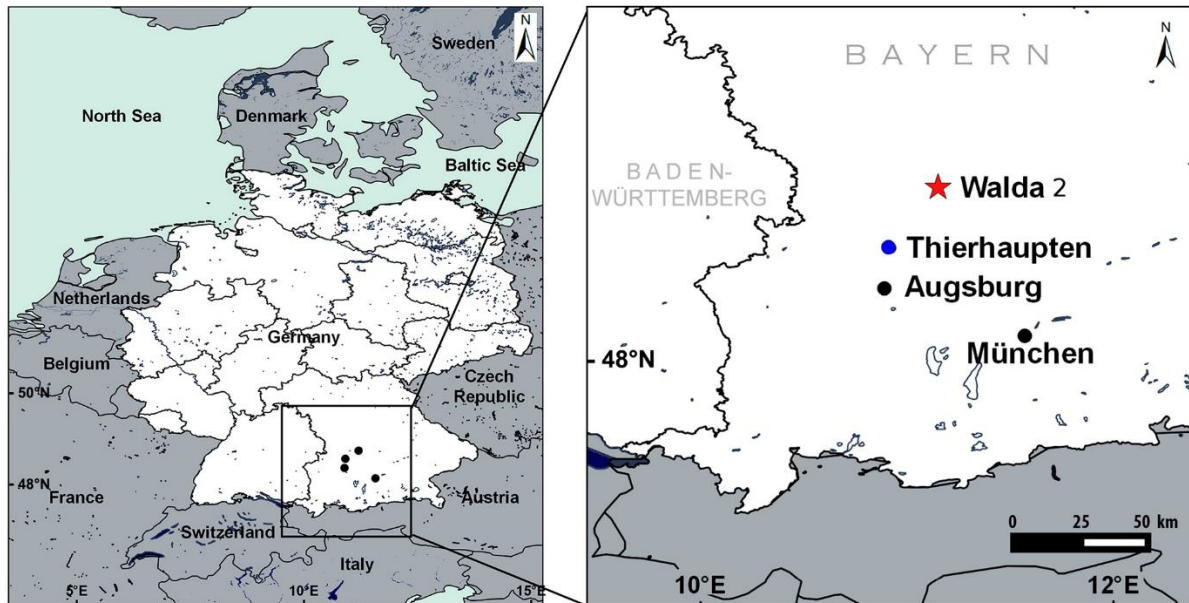 N
Sweden
North Sea
Denmark
Baltic Sea
Netherlands
Germany
Belgium
50°N
Czech
Republic
48°N
France
Austria
Switzerland
Italy
5°E
10°E
15°E
N
BAYERN
BADEN-
WÜRTTEMBERG
Walda 2
Thierhaupten
Augsburg
München
48°N
0 25 50 km
10°E
12°E